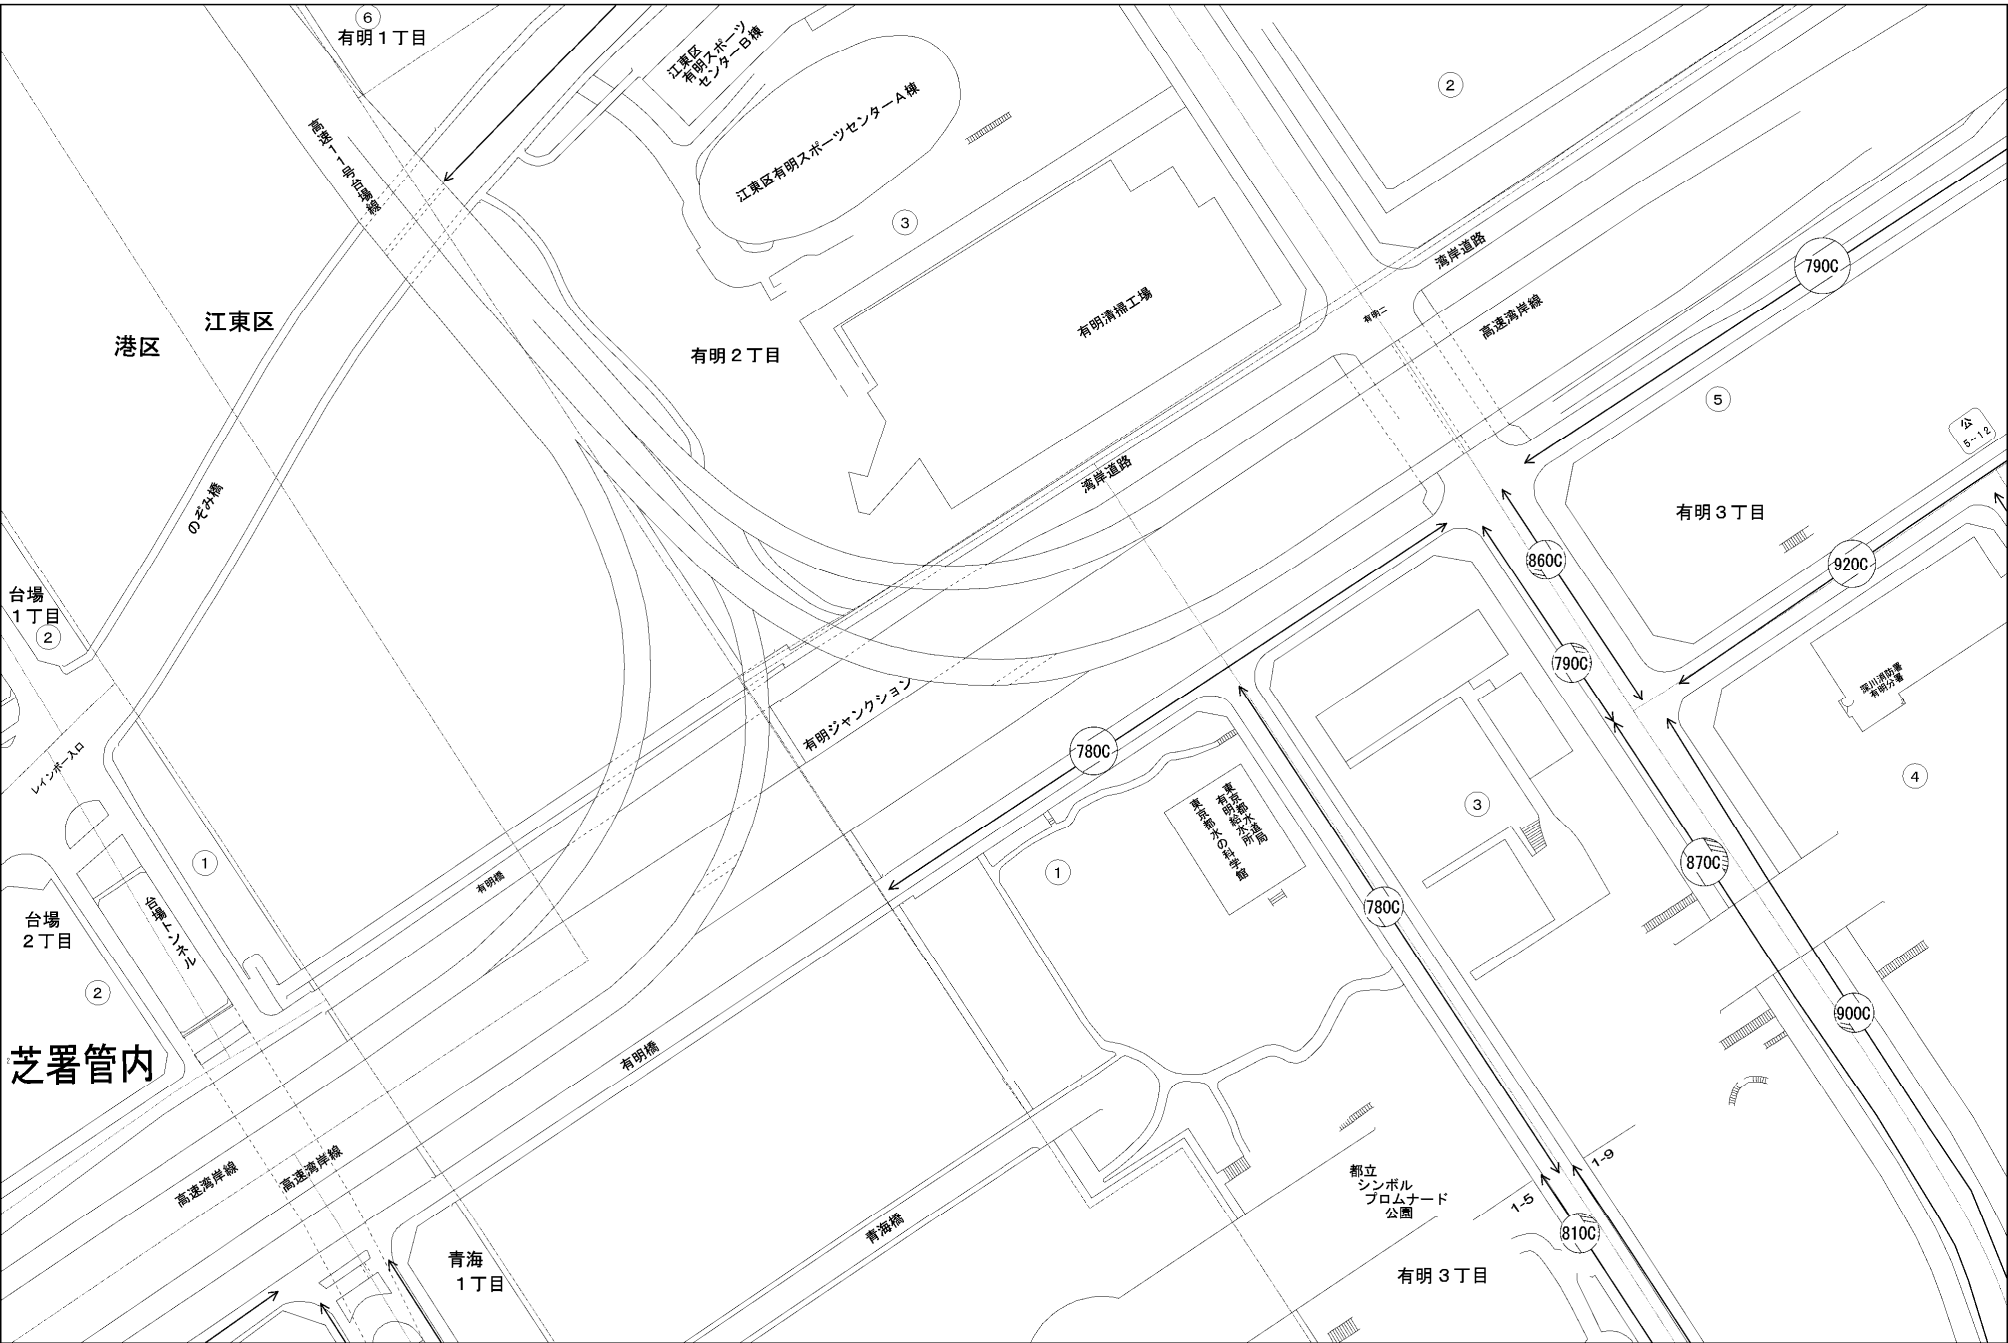 6
有明１丁目
江東区
有明スポーツ
センターＢ棟
江東区有明スポーツセンターＡ棟
2
高速１１号台場線
3
湾岸道路
790C
高速湾岸線
有明二
有明清掃工場
江東区
港区
有明２丁目
5
公
5-12
湾岸道路
のぞみ橋
有明３丁目
860C
920C
台場
１丁目
2
790C
深川消防署
有明分署
有明ジャンクション
780C
レインボー入口
4
3
東京都水道局
有明給水所
東京都水の科学館
1
870C
1
有明橋
780C
台場
２丁目
台場トンネル
2
900C
芝署管内
有明橋
高速湾岸線
高速湾岸線
1-9
都立
シンボル
プロムナード
公園
1-5
青海橋
810C
青海
１丁目
有明３丁目